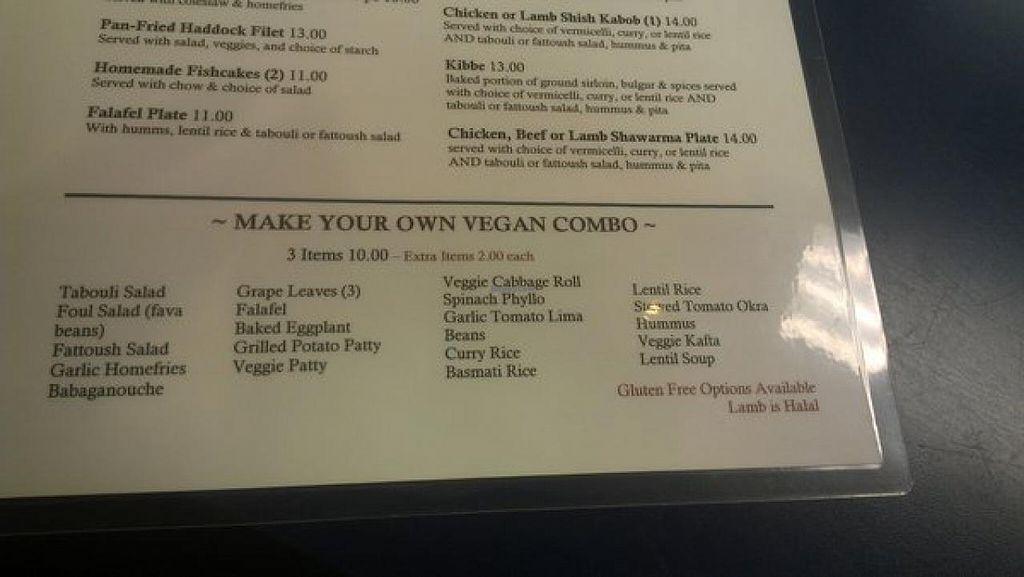 coleslaw & homefries
Pan-Fried Haddock Filet 13.00
Served with salad, veggies, and choice of starch
Homemade Fishcakes (2) 11.00
Served with chow & choice of salad
Falafel Plate 11.00
With humms, lentil rice & tabouli or fattoush salad
Chicken or Lamb Shish Kabob (1) 14.00
Served with choice of vermicelli, curry, or lentil rice
AND tabouli or fattoush salad, hummus & pita
Kibbe 13.00
Baked portion of ground sirloin, bulgur & spices served
with choice of vermicelli, curry, or lentil rice AND
tabouli or fattoush salad, hummus & pita
Chicken, Beef or Lamb Shawarma Plate 14.00
served with choice of vermicelli, curry, or lentil rice
AND tabouli or fattoush salad, hummus & pita
~ MAKE YOUR OWN VEGAN COMBO ~
3 Items 10.00 – Extra Items 2.00 each
Tabouli Salad
Foul Salad (fava
beans)
Fattoush Salad
Garlic Homefries
Babaganouche
Grape Leaves (3)
Falafel
Baked Eggplant
Grilled Potato Patty
Veggie Patty
Veggie Cabbage Roll
Spinach Phyllo
Garlic Tomato Lima
Beans
Curry Rice
Basmati Rice
Lentil Rice
Stewed Tomato Okra
Hummus
Veggie Kafta
Lentil Soup
Gluten Free Options Available
Lamb is Halal